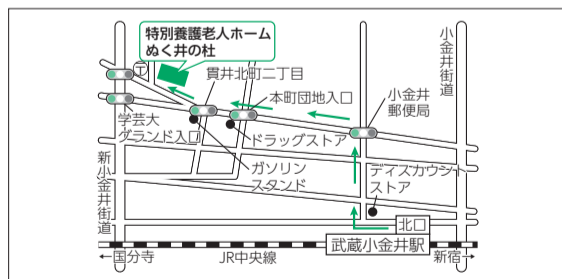 特別養護老人ホーム
ぬく井の杜
〒
貫井北町二丁目
本町団地入口
小金井
郵便局
小金井街道
学芸大
グランド入口
ドラッグストア
ガソリン
スタンド
ディスカウント
ストア
新小金井街道
北口
武蔵小金井駅
←国分寺
JR中央線
新宿→